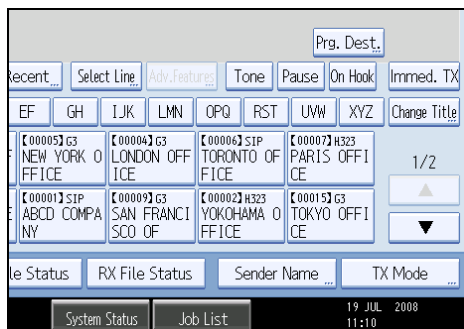 Prg. Dest.
Recent Select Line Adv.Features Tone Pause On Hook Immed. TX
EF GH IJK LMN OPQ RST UVW XYZ Change Title
【00005】G3 【00004】G3 【00006】SIP 【00007】H323
F NEW YORK O LONDON OFF TORONTO OF PARIS OFFI
FFICE ICE FICE CE
1/2
【00001】SIP 【00009】G3 【00002】H323 【00015】G3
E ABCD COMPA SAN FRANCI YOKOHAMA O TOKYO OFFI
NY SCO OF FFICE CE
le Status RX File Status Sender Name TX Mode
System Status Job List 19 JUL 2008
11:10